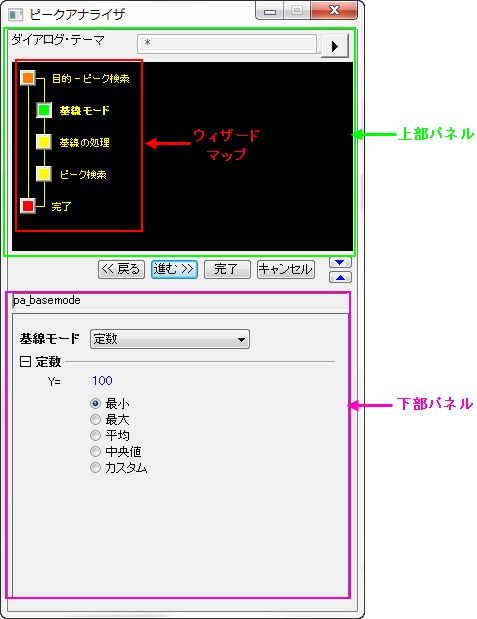 ピークアナライザ
ダイアログ・テーマ
*
目的 - ピーク検索
基線モード
基線の処理
ピーク検索
完了
ウィザード
マップ
上部パネル
<< 戻る
進む >>
完了
キャンセル
pa_basemode
基線モード
定数
定数
Y=
100
最小
最大
平均
中央値
カスタム
下部パネル